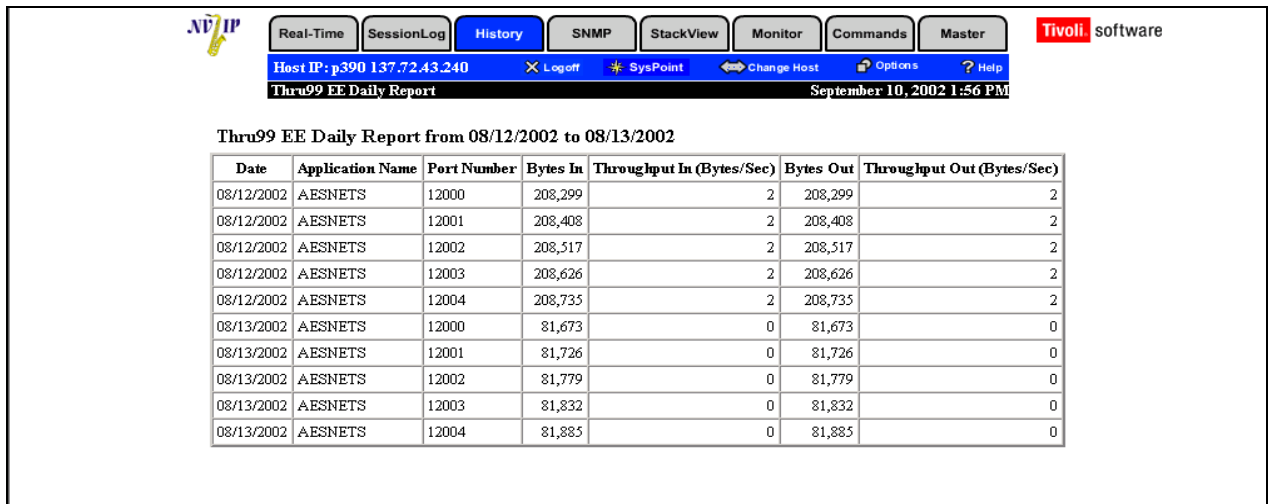 NV IP
Real-Time SessionLog History SNMP StackView Monitor Commands Master Tivoli. software
Host IP: p390 137.72.43.240 Logoff SysPoint Change Host Options ? Help
Thru99 EE Daily Report September 10, 2002 1:56 PM
Thru99 EE Daily Report from 08/12/2002 to 08/13/2002
Date Application Name Port Number Bytes In Throughput In (Bytes/Sec) Bytes Out Throughput Out (Bytes/Sec)
08/12/2002 AESNETS 12000 208,299 2 208,299 2
08/12/2002 AESNETS 12001 208,408 2 208,408 2
08/12/2002 AESNETS 12002 208,517 2 208,517 2
08/12/2002 AESNETS 12003 208,626 2 208,626 2
08/12/2002 AESNETS 12004 208,735 2 208,735 2
08/13/2002 AESNETS 12000 81,673 0 81,673 0
08/13/2002 AESNETS 12001 81,726 0 81,726 0
08/13/2002 AESNETS 12002 81,779 0 81,779 0
08/13/2002 AESNETS 12003 81,832 0 81,832 0
08/13/2002 AESNETS 12004 81,885 0 81,885 0